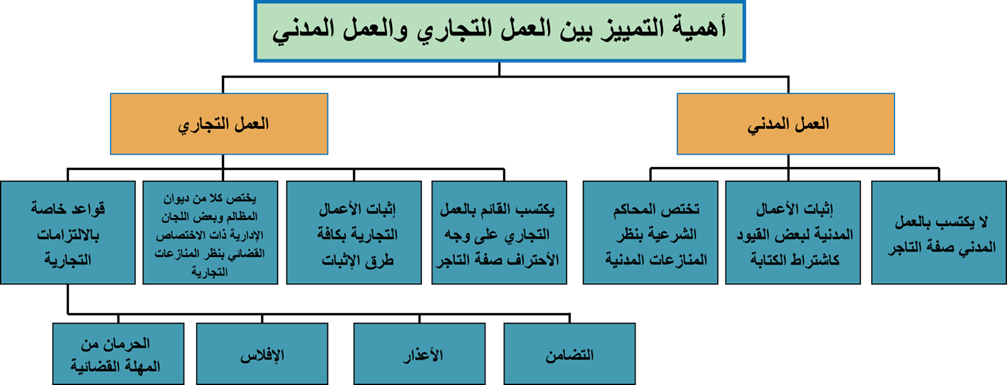 أهمية التمييز بين العمل التجاري والعمل المدني
العمل المدني
العمل التجاري
لا يكتسب بالعمل
المدني صفة التاجر
إثبات الأعمال
المدنية لبعض القيود
كاشتراط الكتابة
تختص المحاكم
الشرعية بنظر
المنازعات المدنية
يكتسب القائم بالعمل
التجاري على وجه
الأحتراف صفة التاجر
إثبات الأعمال
التجارية بكافة
طرق الإثبات
يختص كلا من ديوان
المظالم وبعض اللجان
الإدارية ذات الاختصاص
القضائي بنظر المنازعات
التجارية
قواعد خاصة
بالالتزامات
التجارية
التضامن
الأعذار
الإفلاس
الحرمان من
المهلة القضائية